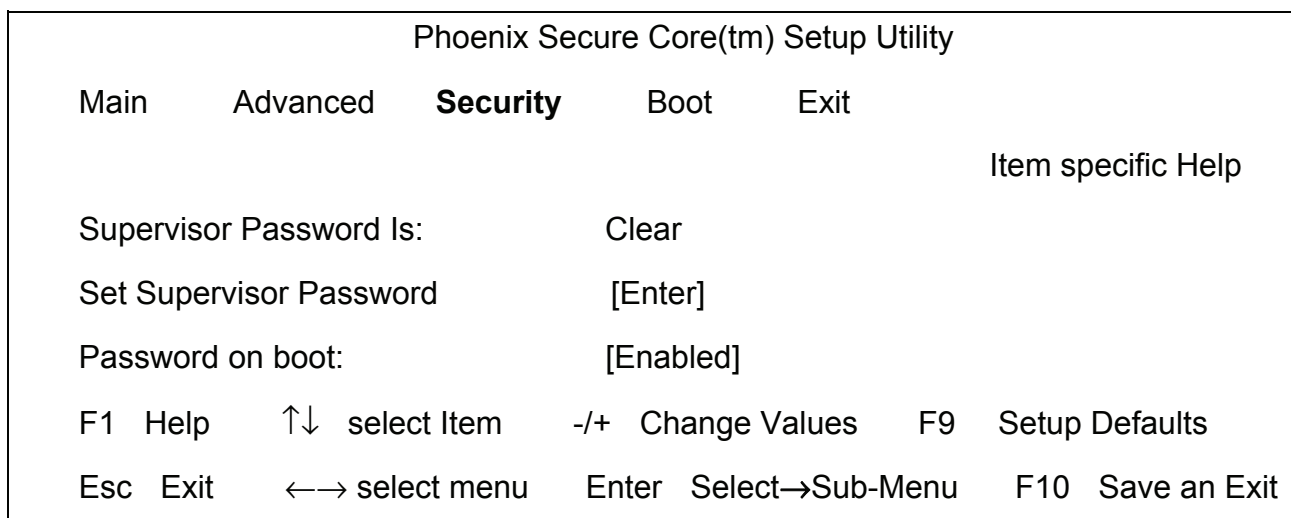 Phoenix Secure Core(tm) Setup Utility
Main Advanced Security Boot Exit
Item specific Help
Supervisor Password Is: Clear
Set Supervisor Password [Enter]
Password on boot: [Enabled]
F1 Help ↑↓ select Item -/+ Change Values F9 Setup Defaults
Esc Exit ←→ select menu Enter Select→Sub-Menu F10 Save an Exit